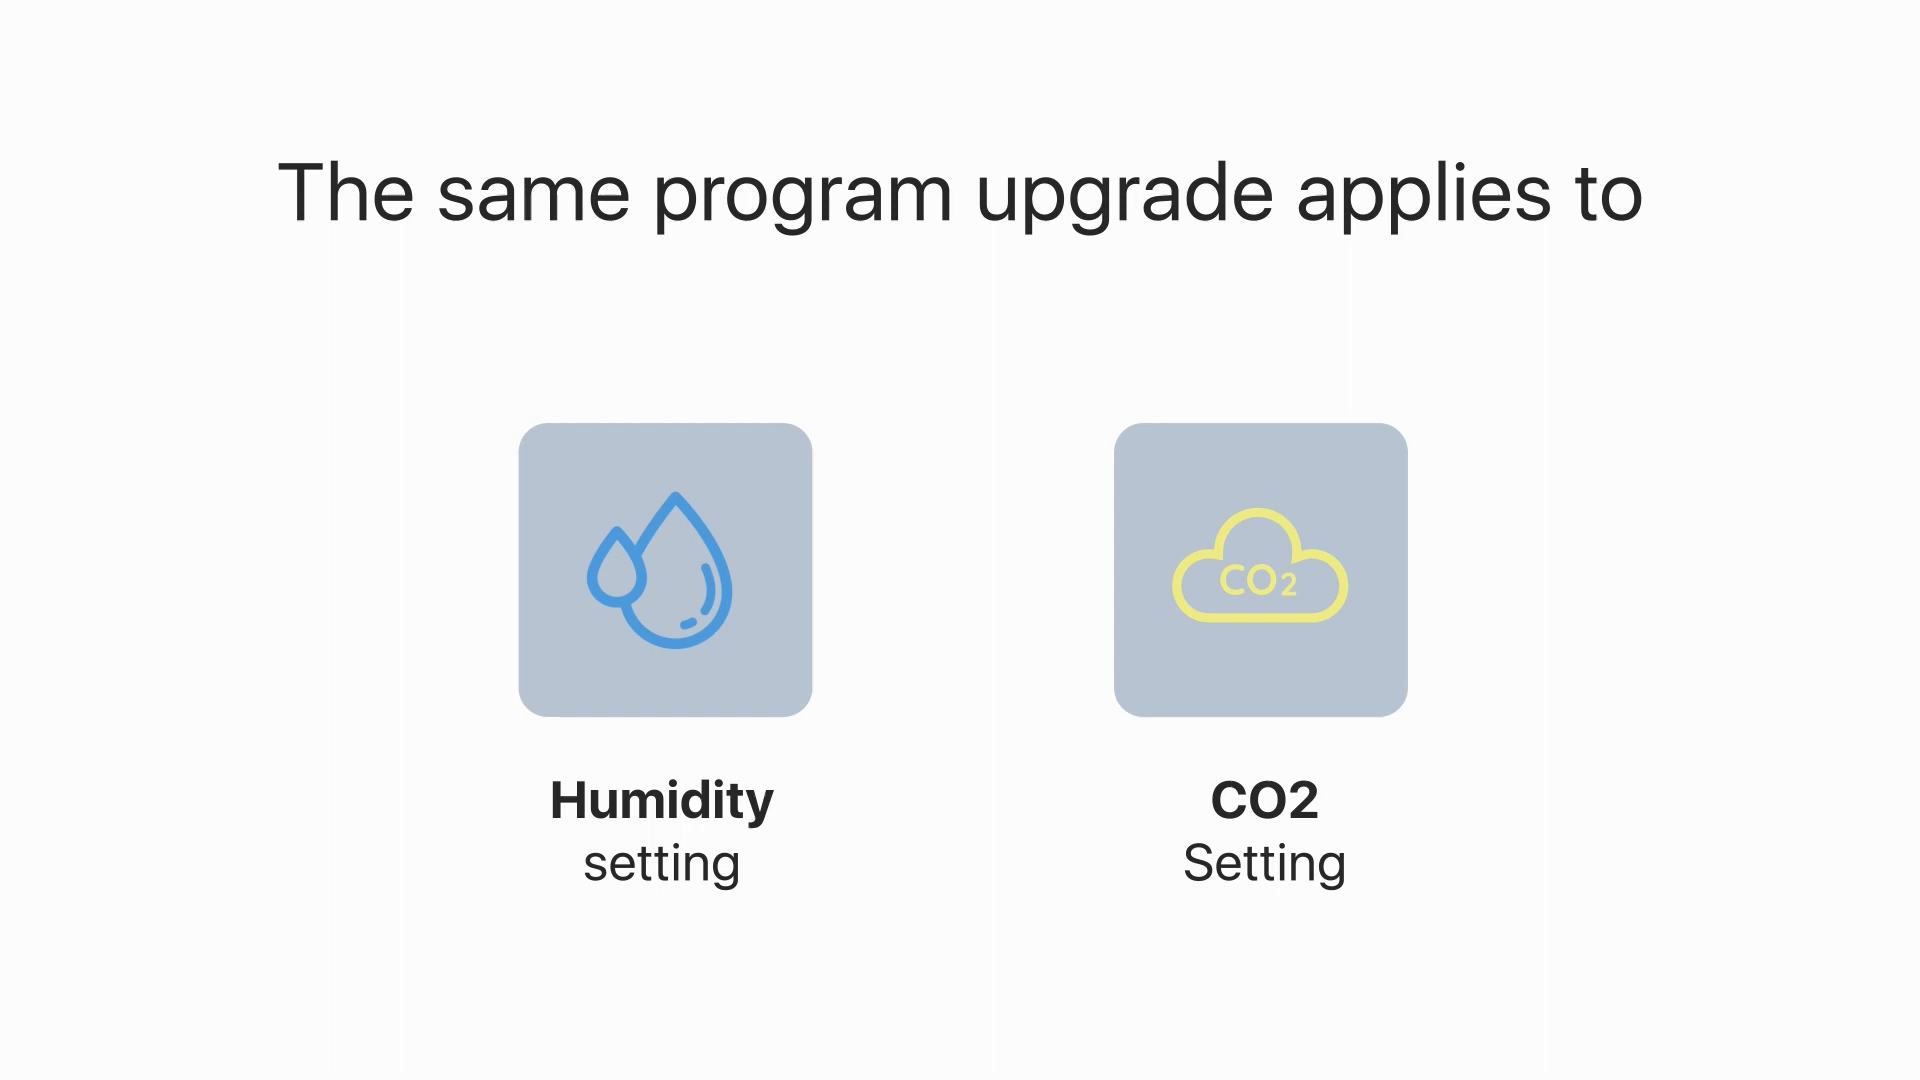 The same program upgrade applies to
CO2
Humidity
setting
CO2
Setting